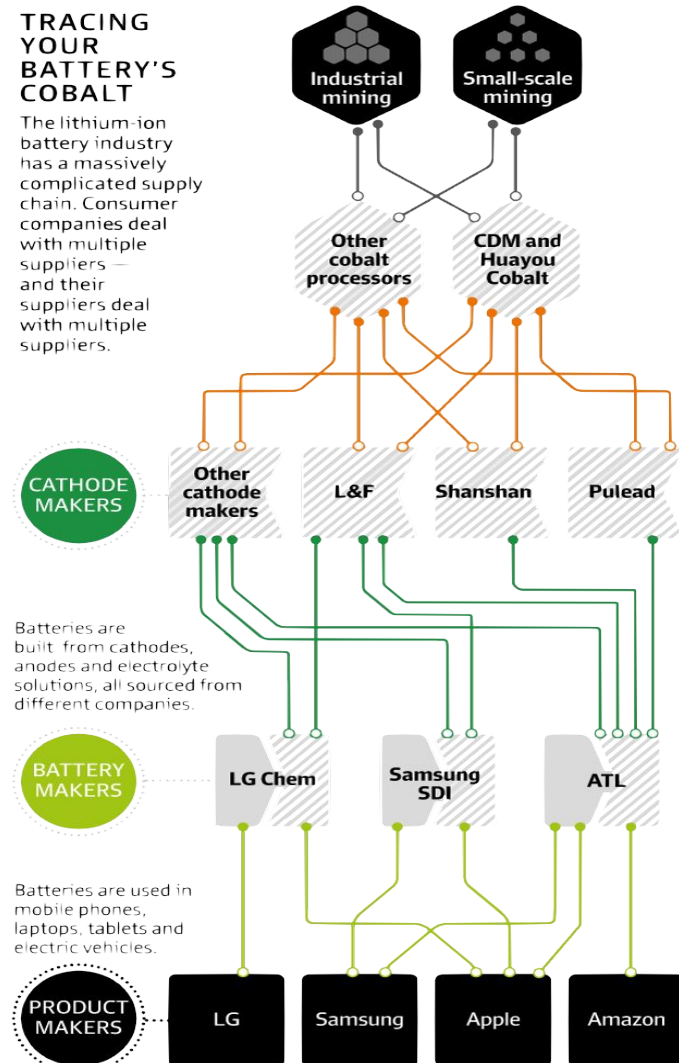 TRACING
YOUR
BATTERY'S
COBALT
The lithium-ion
battery industry
has a massively
complicated supply
chain. Consumer
companies deal
with multiple
suppliers —
and their
suppliers deal
with multiple
suppliers.
Industrial
mining
Small-scale
mining
Other
cobalt
processors
CDM and
Huayou
Cobalt
CATHODE
MAKERS
Other
cathode
makers
L&F
Shanshan
Pulead
Batteries are
built from cathodes,
anodes and electrolyte
solutions, all sourced from
different companies.
BATTERY
MAKERS
LG Chem
Samsung
SDI
ATL
Batteries are used in
mobile phones,
laptops, tablets and
electric vehicles.
PRODUCT
MAKERS
LG
Samsung
Apple
Amazon